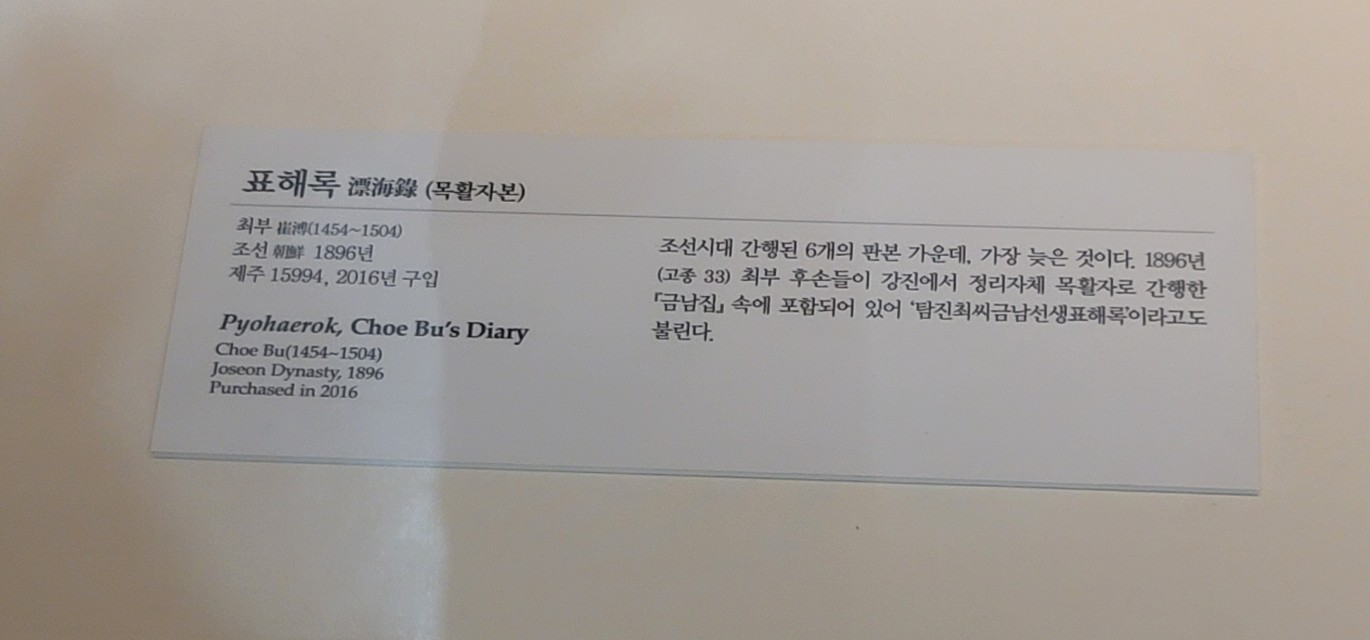 표해록 漂海錄 (목활자본)
최부 崔溥(1454~1504)
조선 朝鮮 1896년
제주 15994, 2016년 구입
Pyohaerok, Choe Bu's Diary
Choe Bu(1454~1504)
Joseon Dynasty, 1896
Purchased in 2016
조선시대 간행된 6개의 판본 가운데, 가장 늦은 것이다. 1896년
(고종 33) 최부 후손들이 강진에서 정리자체 목활자로 간행한
『금남집』 속에 포함되어 있어 '탐진최씨금남선생표해록'이라고도
불린다.